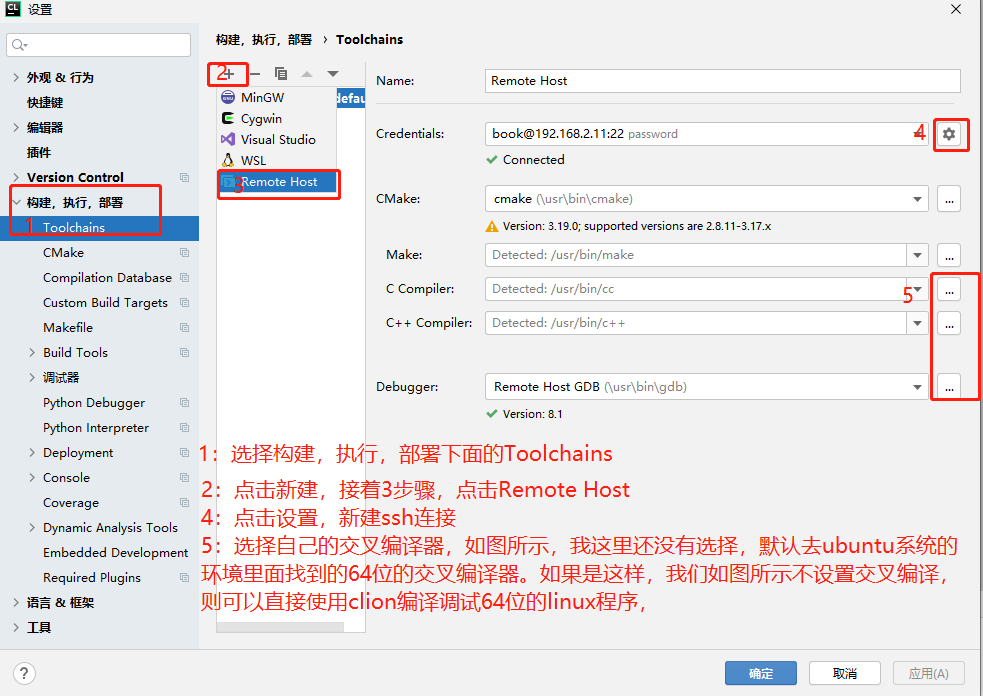 CL 设置
外观 & 行为
快捷键
编辑器
插件
Version Control
构建，执行，部署
1 Toolchains
CMake
Compilation Database
Custom Build Targets
Makefile
Build Tools
调试器
Python Debugger
Python Interpreter
Deployment
Console
Coverage
Dynamic Analysis Tools
Embedded Development
Required Plugins
语言 & 框架
工具
构建，执行，部署 › Toolchains
2
MinGW
defau
Cygwin
Visual Studio
WSL
3 Remote Host
Name: Remote Host
Credentials: book@192.168.2.11:22 password 4
Connected
CMake: cmake (\usr\bin\cmake) ...
Version: 3.19.0; supported versions are 2.8.11-3.17.x
Make: Detected: /usr/bin/make ...
C Compiler: Detected: /usr/bin/cc 5 ...
C++ Compiler: Detected: /usr/bin/c++ ...
Debugger: Remote Host GDB (\usr\bin\gdb) ...
Version: 8.1
1：选择构建，执行，部署下面的Toolchains
2：点击新建，接着3步骤，点击Remote Host
4：点击设置，新建ssh连接
5：选择自己的交叉编译器，如图所示，我这里还没有选择，默认去ubuntu系统的
环境里面找到的64位的交叉编译器。如果是这样，我们如图所示不设置交叉编译，
则可以直接使用clion编译调试64位的linux程序，
?
确定 取消 应用(A)